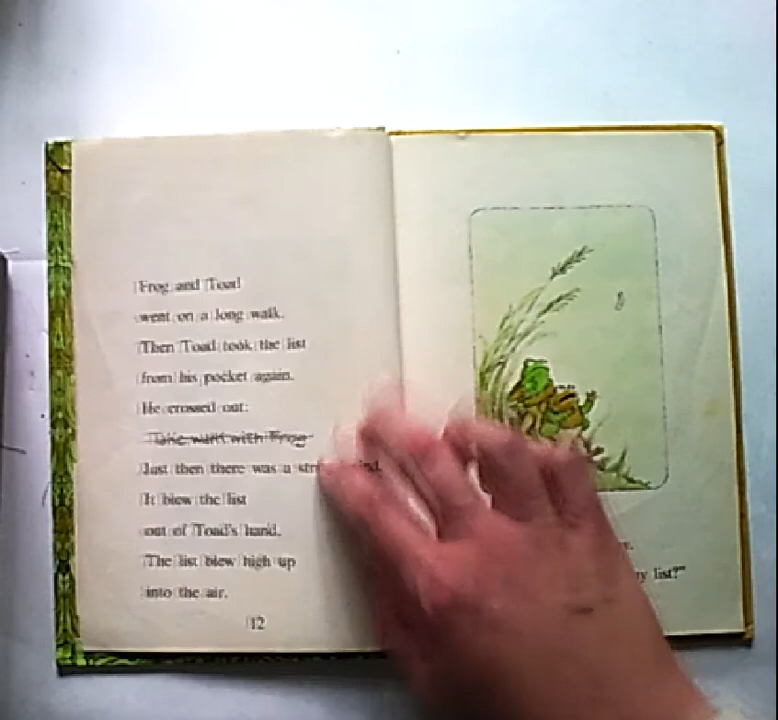 Frog and Toad
went on a long walk.
Then Toad took the list
from his pocket again.
He crossed out:
Take walk with Frog
Just then there was a
It blew the list
out of Toad's hand.
The list blew high up
into the air.
12
list?"